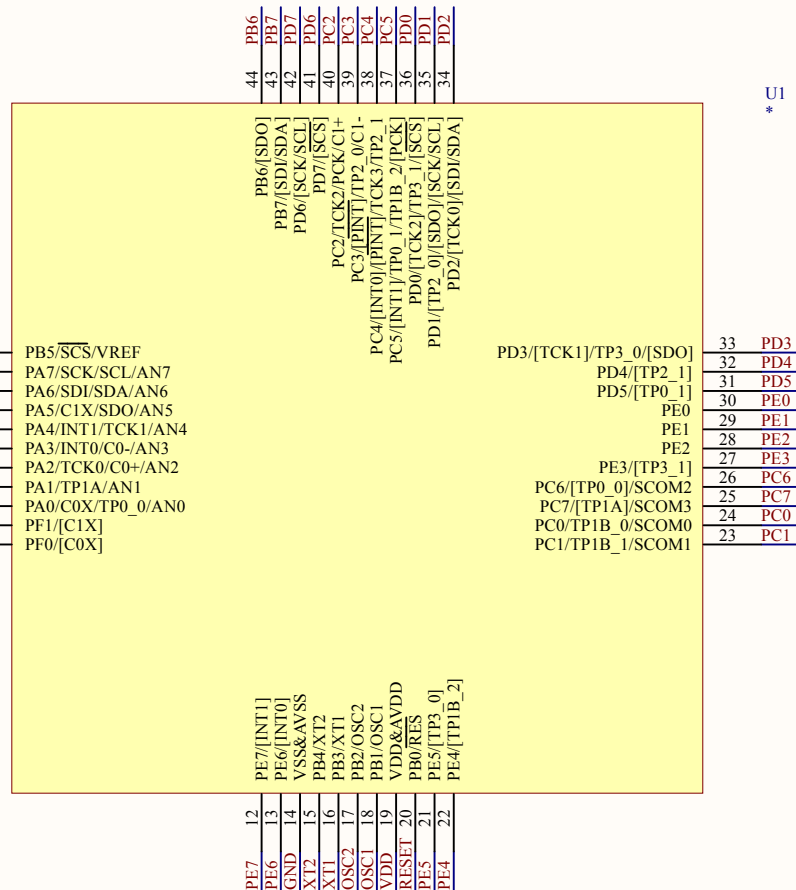 PB6
PB7
PD7
PD6
PC2
PC3
PC4
PC5
PD0
PD1
PD2
44
43
42
41
40
39
38
37
36
35
34
U1
*
PB6/[SDO]
PB7/[SDI/SDA]
PD6/[SCK/SCL]
PD7/[SCS]
PC2/TCK2/PCK/C1+
PC3/[PINT]/TP2_0/C1-
PC4/[INT0]/[PINT]/TCK3/TP2_1
PC5/[INT1]/TP0_1/TP1B_2/[PCK]
PD0/[TCK2]/TP3_1/[SCS]
PD1/[TP2_0]/[SDO]/[SCK/SCL]
PD2/[TCK0]/[SDI/SDA]
PB5/SCS/VREF
PA7/SCK/SCL/AN7
PA6/SDI/SDA/AN6
PA5/C1X/SDO/AN5
PA4/INT1/TCK1/AN4
PA3/INT0/C0-/AN3
PA2/TCK0/C0+/AN2
PA1/TP1A/AN1
PA0/C0X/TP0_0/AN0
PF1/[C1X]
PF0/[C0X]
PD3/[TCK1]/TP3_0/[SDO] 33 PD3
PD4/[TP2_1] 32 PD4
PD5/[TP0_1] 31 PD5
PE0 30 PE0
PE1 29 PE1
PE2 28 PE2
PE3/[TP3_1] 27 PE3
PC6/[TP0_0]/SCOM2 26 PC6
PC7/[TP1A]/SCOM3 25 PC7
PC0/TP1B_0/SCOM0 24 PC0
PC1/TP1B_1/SCOM1 23 PC1
PE7/[INT1]
PE6/[INT0]
VSS&AVSS
PB4/XT2
PB3/XT1
PB2/OSC2
PB1/OSC1
VDD&AVDD
PB0/RES
PE5/[TP3_0]
PE4/[TP1B_2]
12
13
14
15
16
17
18
19
20
21
22
PE7
PE6
GND
XT2
XT1
OSC2
OSC1
VDD
RESET
PE5
PE4